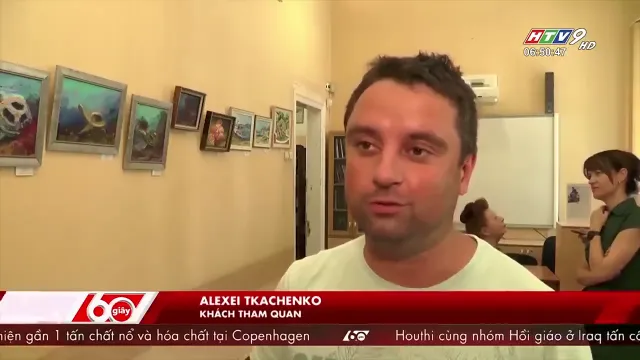 HTV9 HD
06:50:47
60 giây
ALEXEI TKACHENKO
KHÁCH THAM QUAN
hiện gần 1 tấn chất nổ và hóa chất tại Copenhagen 60 Houthi cùng nhóm Hồi giáo ở Iraq tấn cô